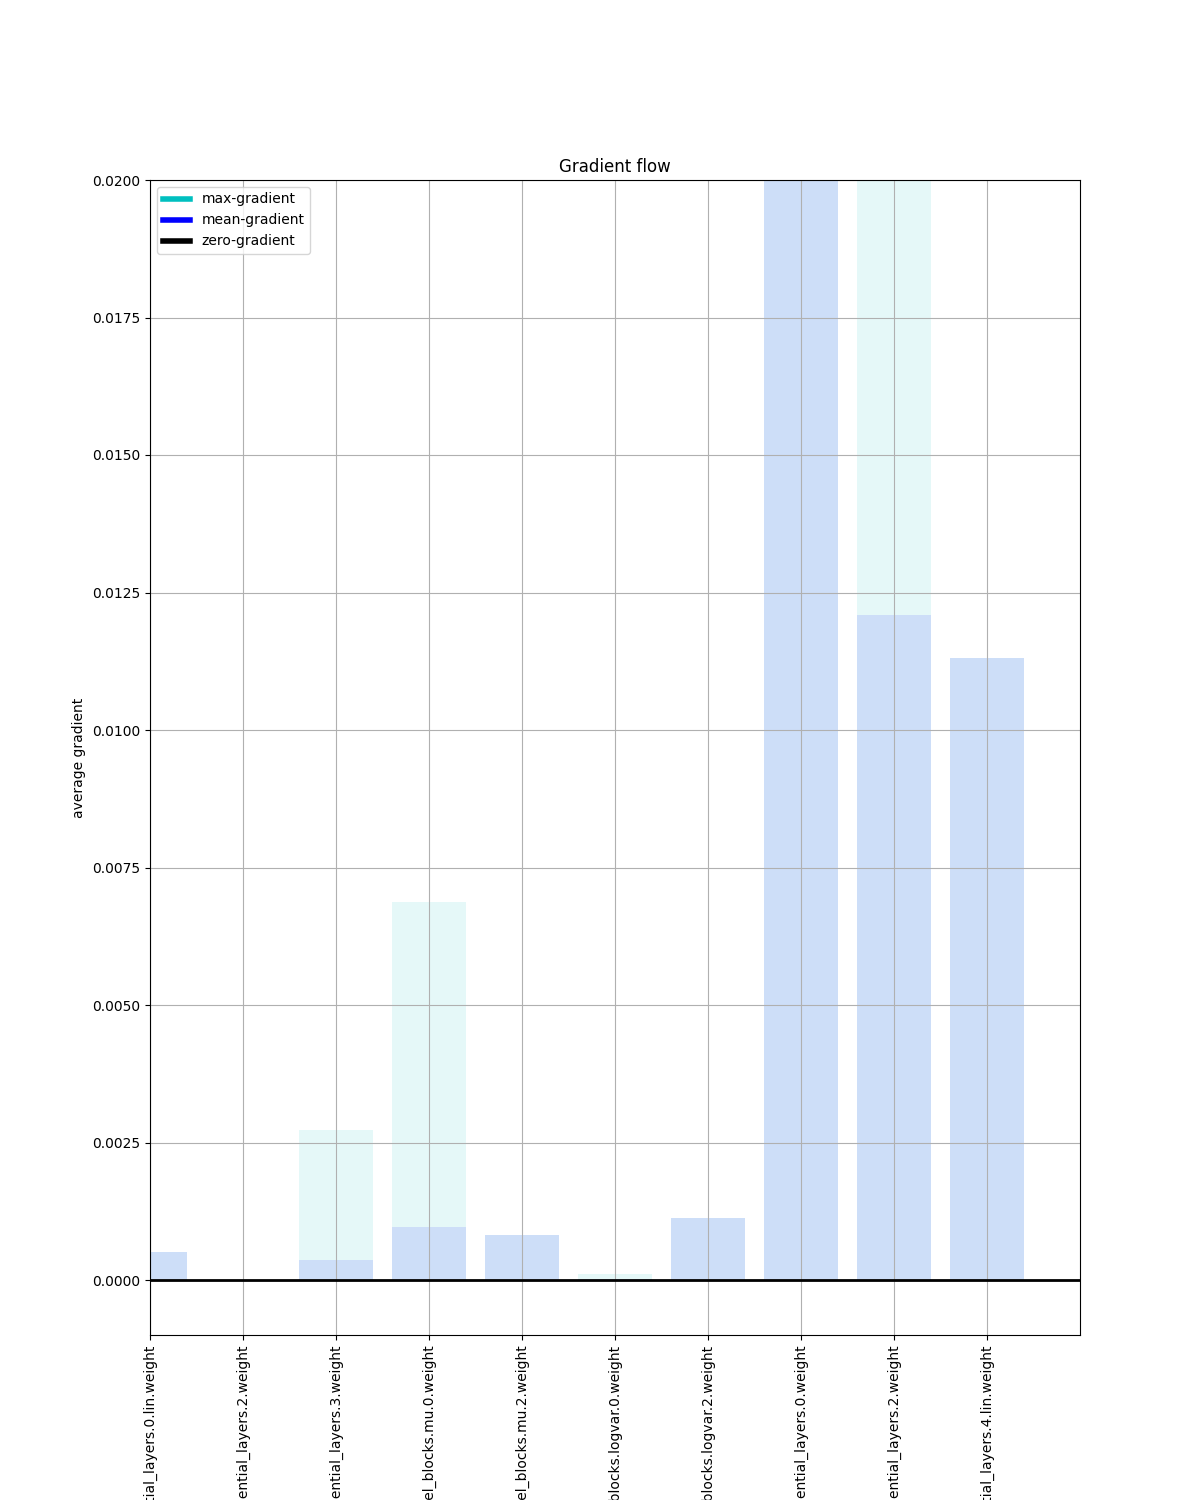 Gradient flow
max-gradient
mean-gradient
zero-gradient
0.0200
0.0175
0.0150
0.0125
0.0100
0.0075
0.0050
0.0025
0.0000
average gradient
tial_layers.0.lin.weight
ential_layers.2.weight
ential_layers.3.weight
el_blocks.mu.0.weight
el_blocks.mu.2.weight
blocks.logvar.0.weight
blocks.logvar.2.weight
ential_layers.0.weight
ential_layers.2.weight
tial_layers.4.lin.weight